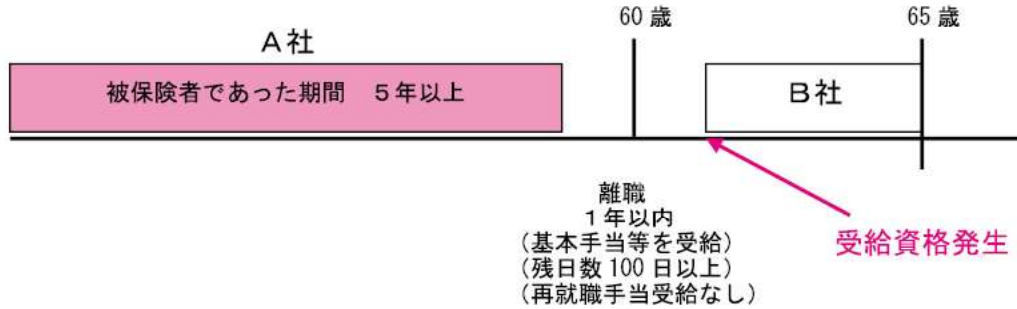 60 歳
65 歳
A社
被保険者であった期間 5年以上
B社
離職
1年以内
(基本手当等を受給)
(残日数 100 日以上)
(再就職手当受給なし)
受給資格発生